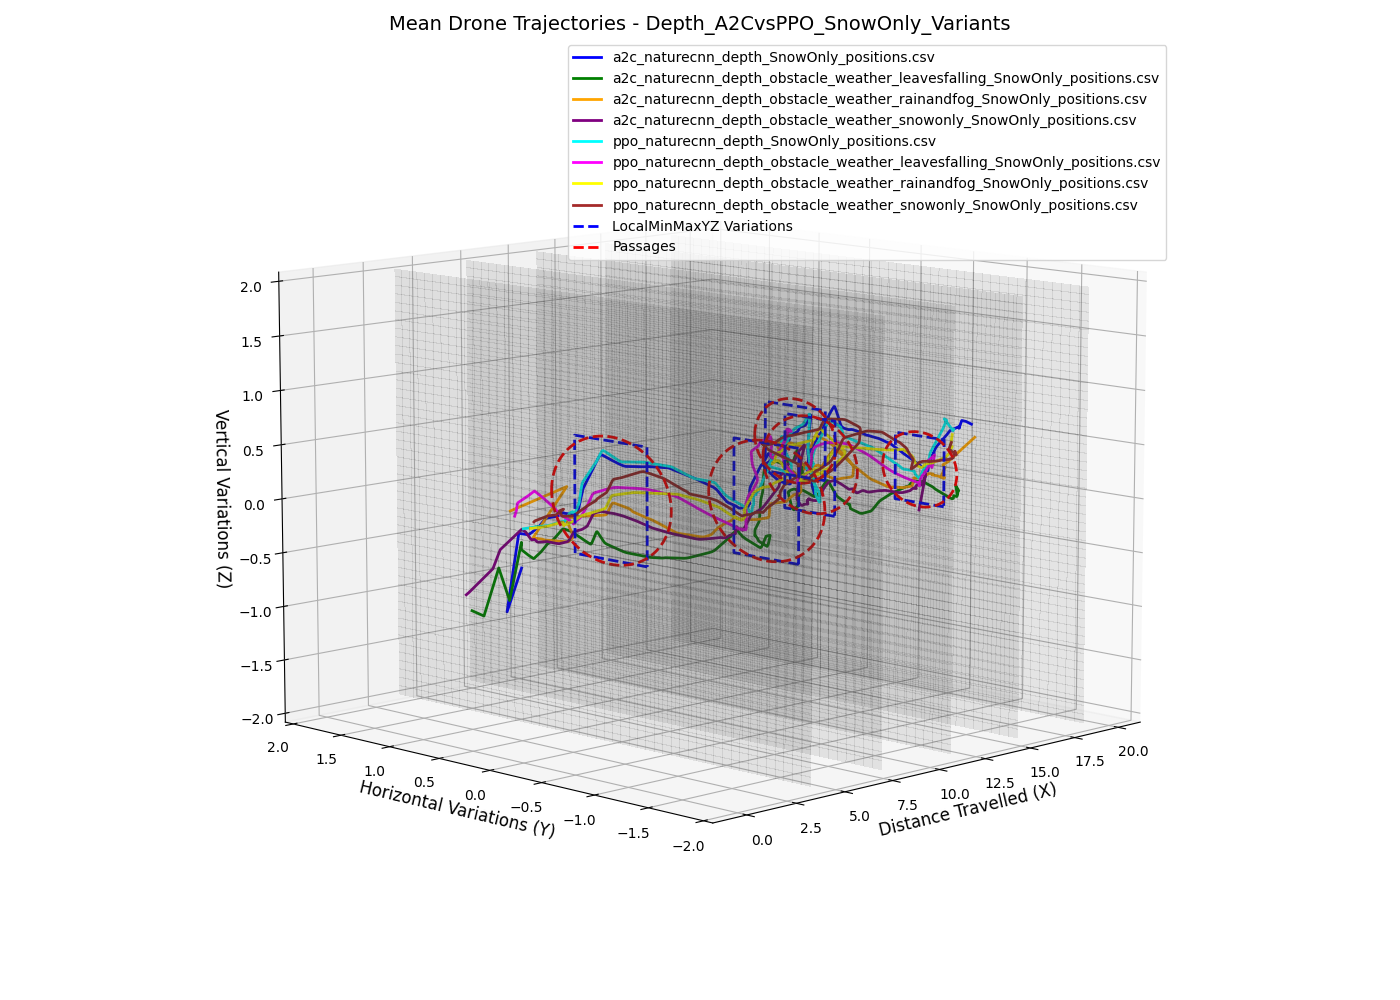 Mean Drone Trajectories - Depth_A2CvsPPO_SnowOnly_Variants
a2c_naturecnn_depth_SnowOnly_positions.csv
a2c_naturecnn_depth_obstacle_weather_leavesfalling_SnowOnly_positions.csv
a2c_naturecnn_depth_obstacle_weather_rainandfog_SnowOnly_positions.csv
a2c_naturecnn_depth_obstacle_weather_snowonly_SnowOnly_positions.csv
ppo_naturecnn_depth_SnowOnly_positions.csv
ppo_naturecnn_depth_obstacle_weather_leavesfalling_SnowOnly_positions.csv
ppo_naturecnn_depth_obstacle_weather_rainandfog_SnowOnly_positions.csv
ppo_naturecnn_depth_obstacle_weather_snowonly_SnowOnly_positions.csv
LocalMinMaxYZ Variations
Passages
2.0
1.5
1.0
0.5
0.0
−0.5
−1.0
−1.5
−2.0
Vertical Variations (Z)
2.0
1.5
1.0
0.5
0.0
−0.5
−1.0
−1.5
−2.0
Horizontal Variations (Y)
0.0
2.5
5.0
7.5
10.0
12.5
15.0
17.5
20.0
Distance Travelled (X)